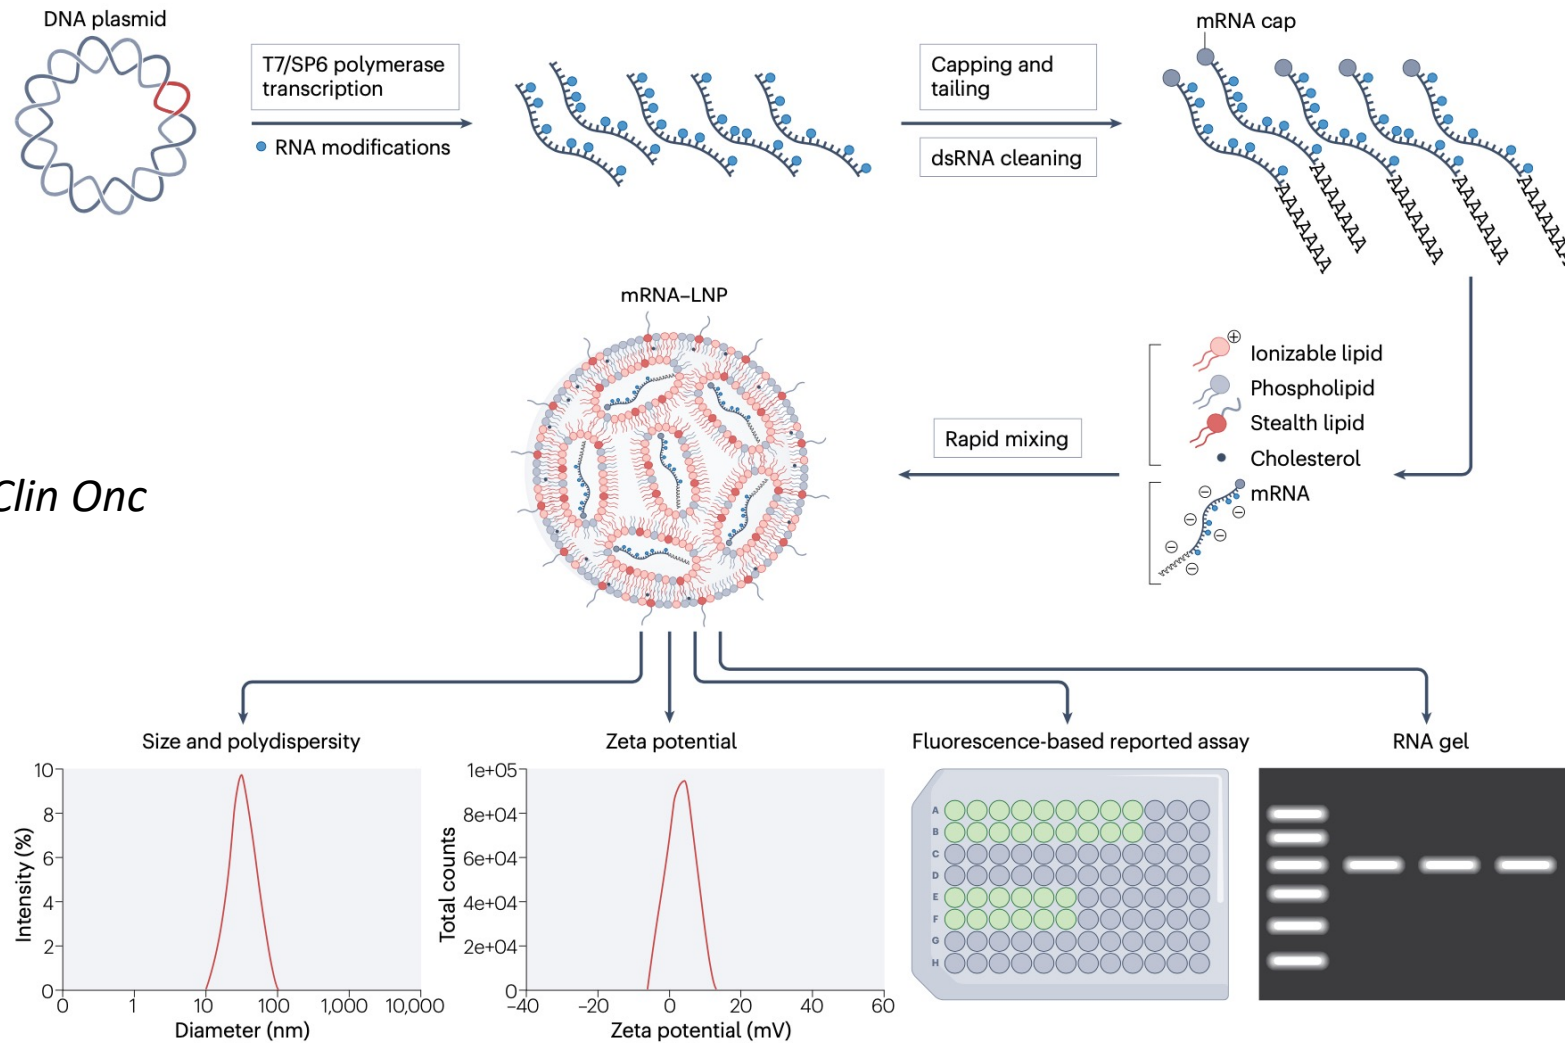 DNA plasmid
T7/SP6 polymerase
transcription
RNA modifications
Capping and
tailing
dsRNA cleaning
mRNA cap
AAAAAAA
AAAAAAA
AAAAAAA
AAAAAAA
AAAAAAA
mRNA–LNP
Ionizable lipid
Phospholipid
Stealth lipid
Cholesterol
mRNA
Rapid mixing
Clin Onc
Size and polydispersity
Intensity (%)
10
8
6
4
2
0
0 1 10 100 1,000 10,000
Diameter (nm)
Zeta potential
Total counts
1e+05
8e+04
6e+04
4e+04
2e+04
0
–40 –20 0 20 40 60
Zeta potential (mV)
Fluorescence-based reported assay
A
B
C
D
E
F
G
H
RNA gel